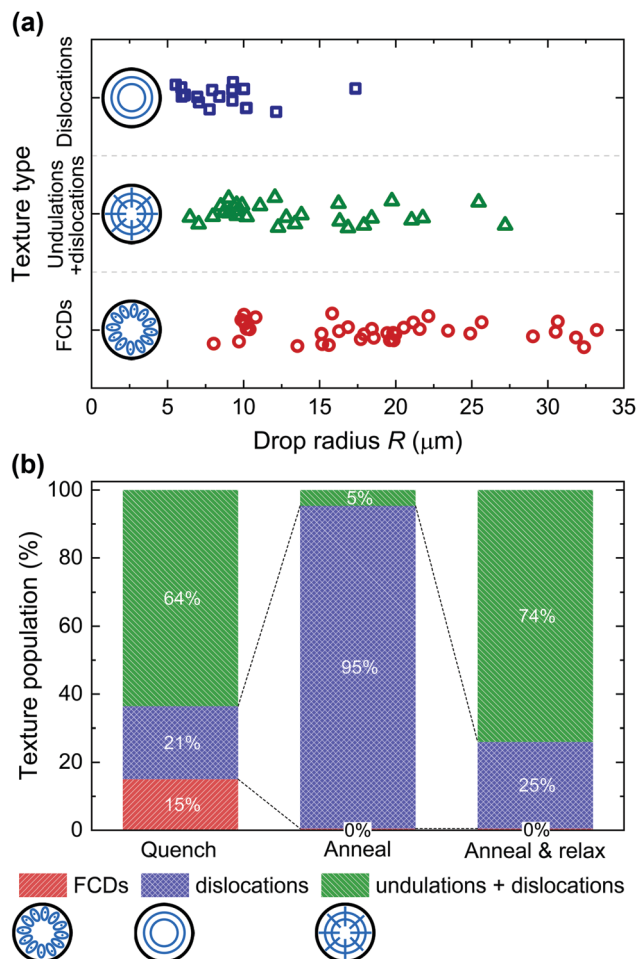 (a)
Texture type
Dislocations
Undulations
+dislocations
FCDs
0 5 10 15 20 25 30 35
Drop radius R (μm)
(b)
Texture population (%)
100
80
60
40
20
0
64%
21%
15%
5%
95%
0%
74%
25%
0%
Quench Anneal Anneal & relax
FCDs dislocations undulations + dislocations